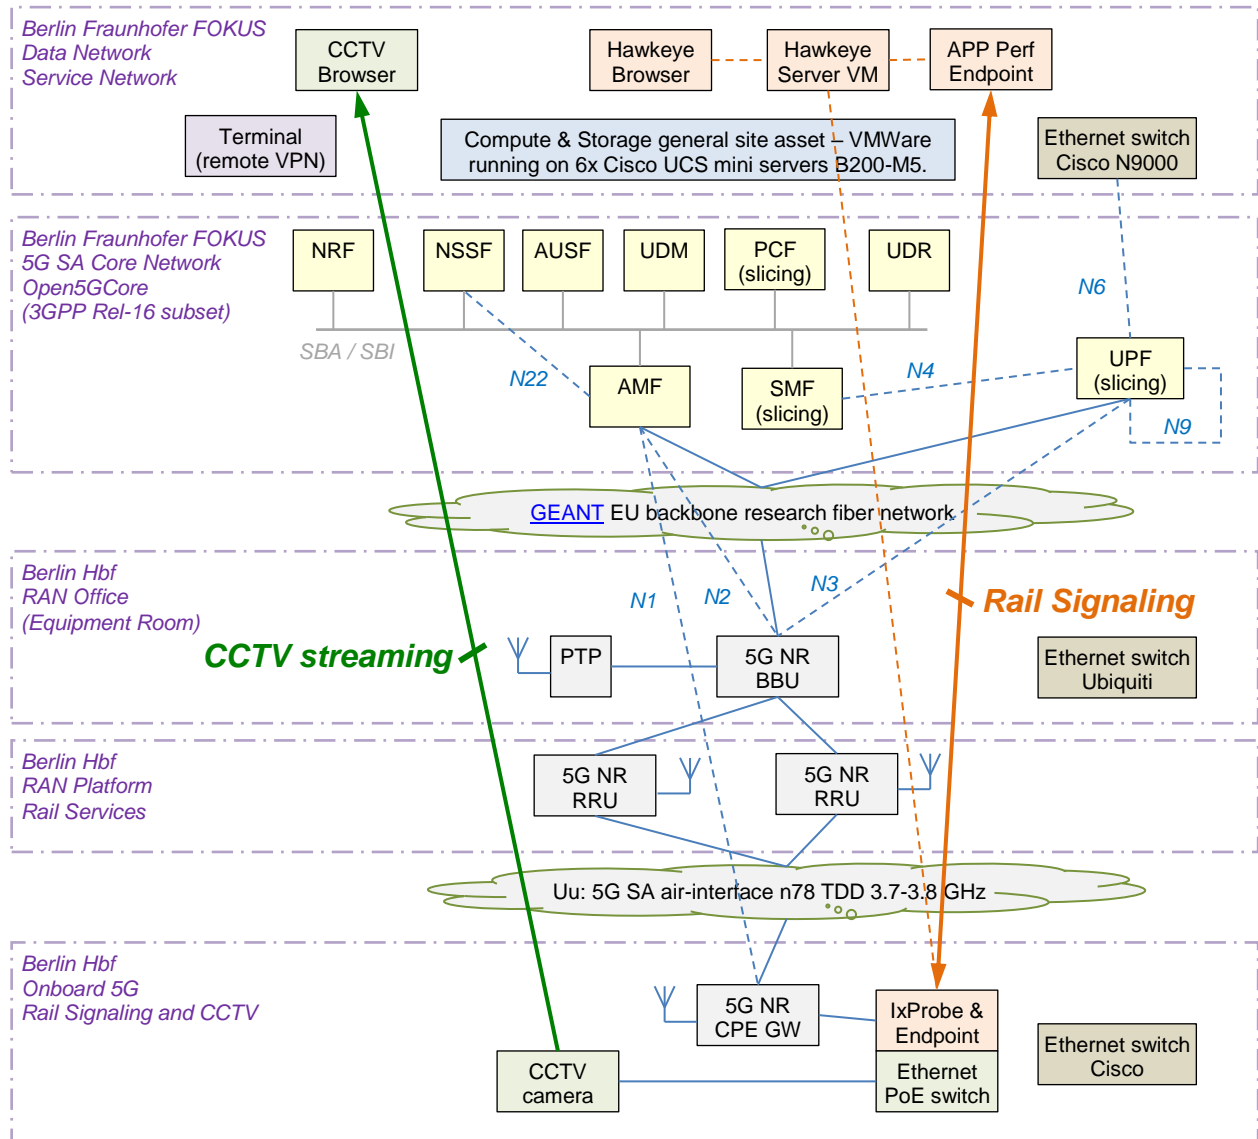 Berlin Fraunhofer FOKUS
Data Network
Service Network
CCTV
Browser
Hawkeye
Browser
Hawkeye
Server VM
APP Perf
Endpoint
Terminal
(remote VPN)
Compute & Storage general site asset – VMWare
running on 6x Cisco UCS mini servers B200-M5.
Ethernet switch
Cisco N9000
Berlin Fraunhofer FOKUS
5G SA Core Network
Open5GCore
(3GPP Rel-16 subset)
NRF
NSSF
AUSF
UDM
PCF
(slicing)
UDR
N6
SBA / SBI
N22
AMF
SMF
(slicing)
N4
UPF
(slicing)
N9
GEANT EU backbone research fiber network
Berlin Hbf
RAN Office
(Equipment Room)
N1
N2
N3
Rail Signaling
CCTV streaming
PTP
5G NR
BBU
Ethernet switch
Ubiquiti
Berlin Hbf
RAN Platform
Rail Services
5G NR
RRU
5G NR
RRU
Uu: 5G SA air-interface n78 TDD 3.7-3.8 GHz
Berlin Hbf
Onboard 5G
Rail Signaling and CCTV
5G NR
CPE GW
IxProbe &
Endpoint
Ethernet switch
Cisco
CCTV
camera
Ethernet
PoE switch